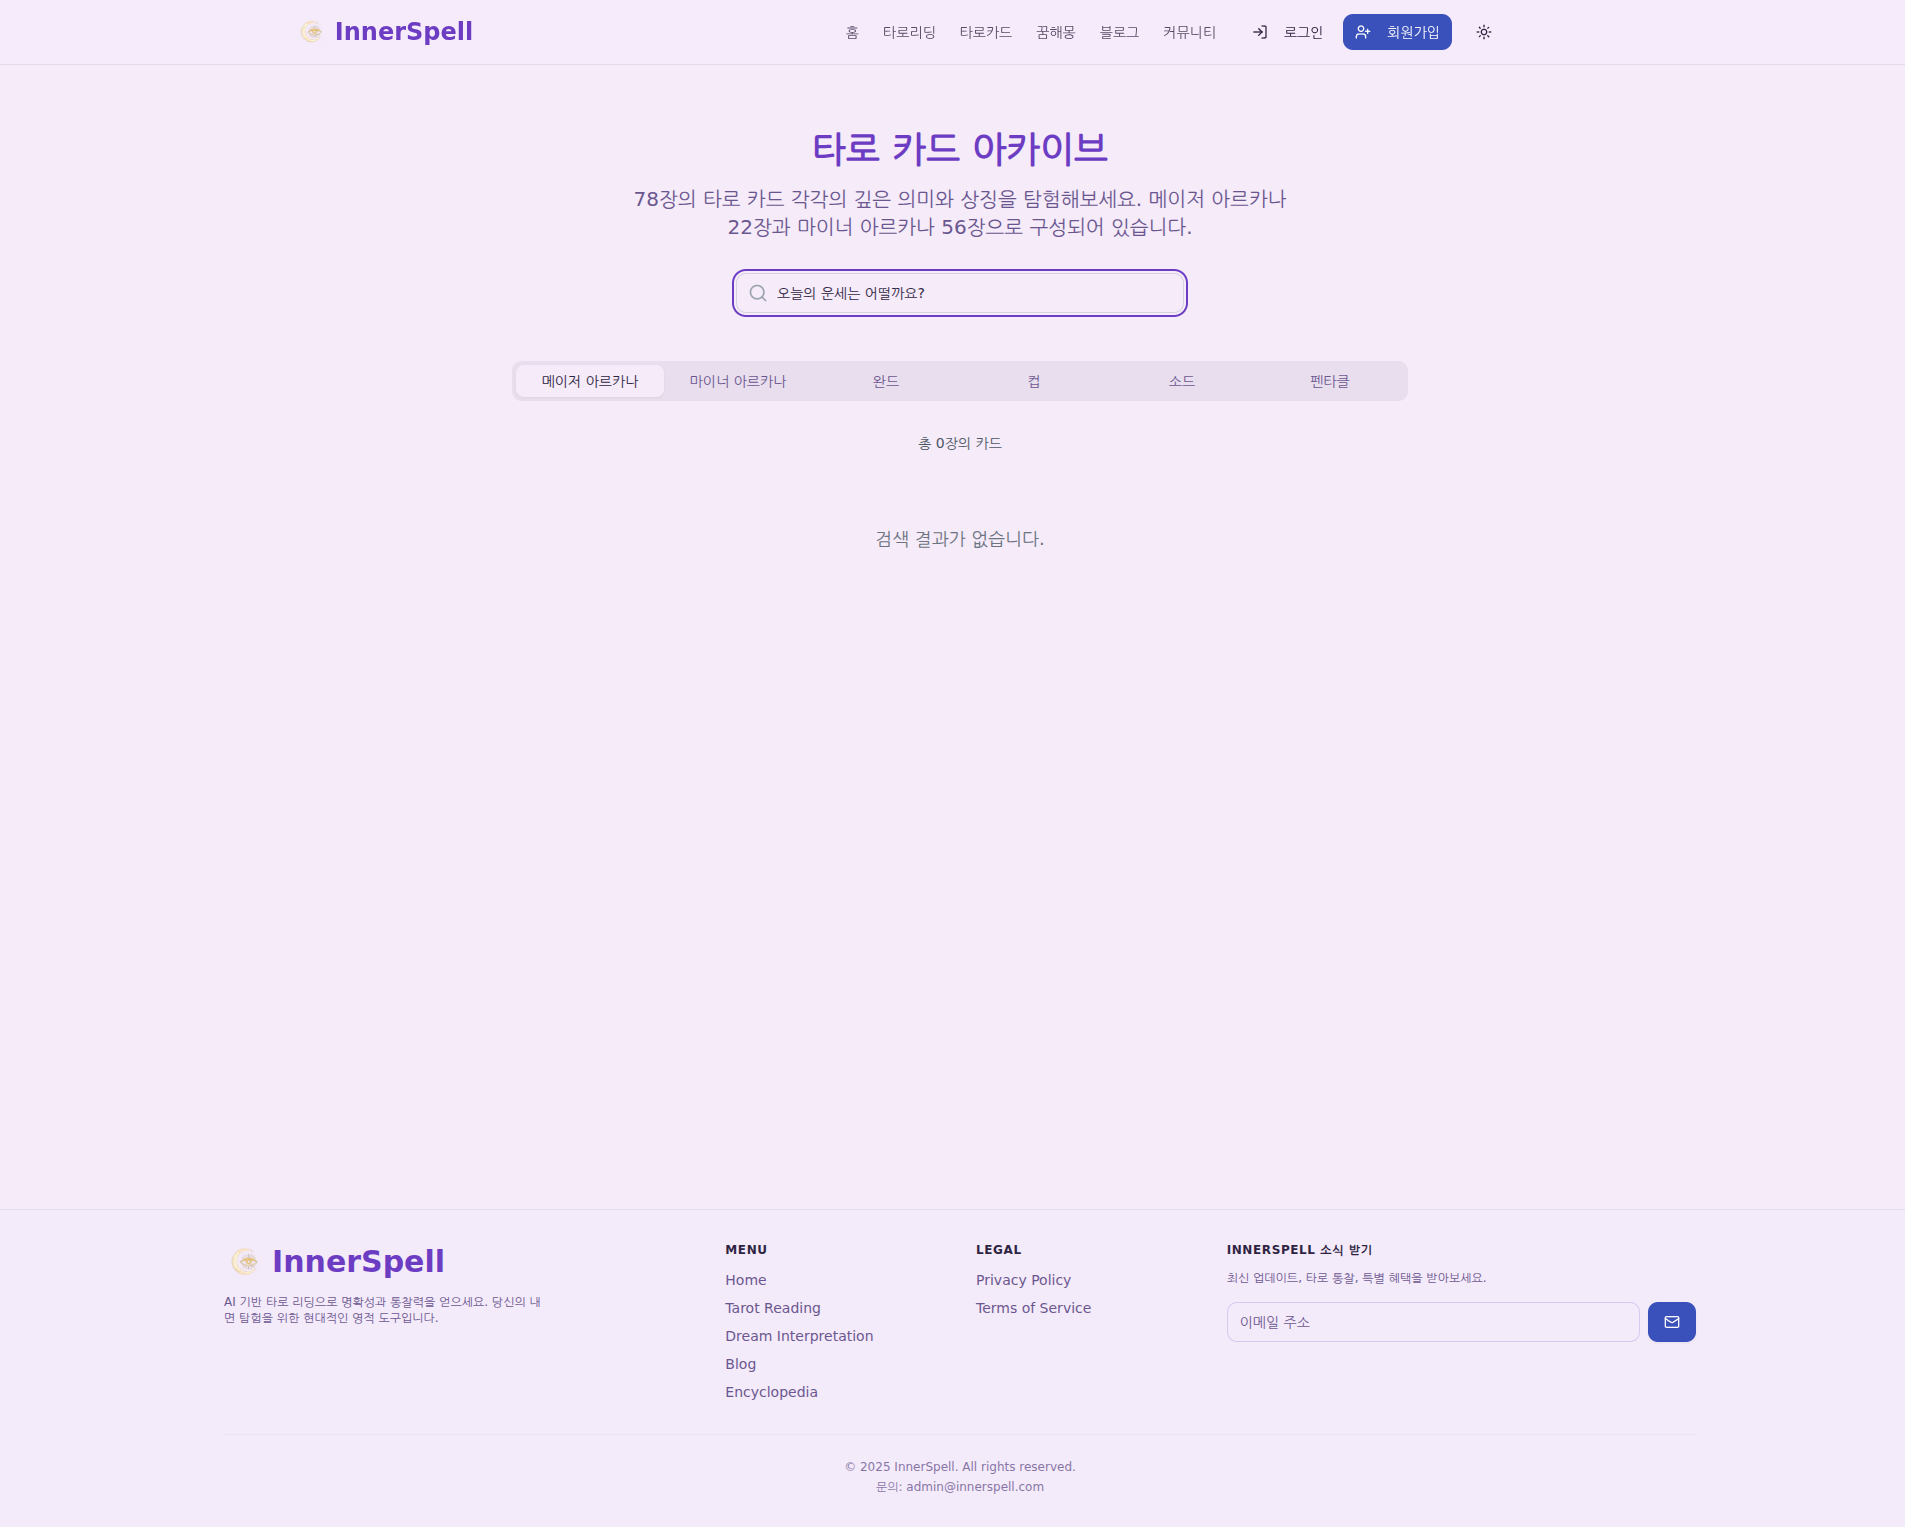 InnerSpell
홈 타로리딩 타로카드 꿈해몽 블로그 커뮤니티 로그인 회원가입
타로 카드 아카이브
78장의 타로 카드 각각의 깊은 의미와 상징을 탐험해보세요. 메이저 아르카나
22장과 마이너 아르카나 56장으로 구성되어 있습니다.
오늘의 운세는 어떨까요?
메이저 아르카나 마이너 아르카나 완드 컵 소드 펜타클
총 0장의 카드
검색 결과가 없습니다.
InnerSpell
AI 기반 타로 리딩으로 명확성과 통찰력을 얻으세요. 당신의 내
면 탐험을 위한 현대적인 영적 도구입니다.
MENU
Home
Tarot Reading
Dream Interpretation
Blog
Encyclopedia
LEGAL
Privacy Policy
Terms of Service
INNERSPELL 소식 받기
최신 업데이트, 타로 통찰, 특별 혜택을 받아보세요.
이메일 주소
© 2025 InnerSpell. All rights reserved.
문의: admin@innerspell.com